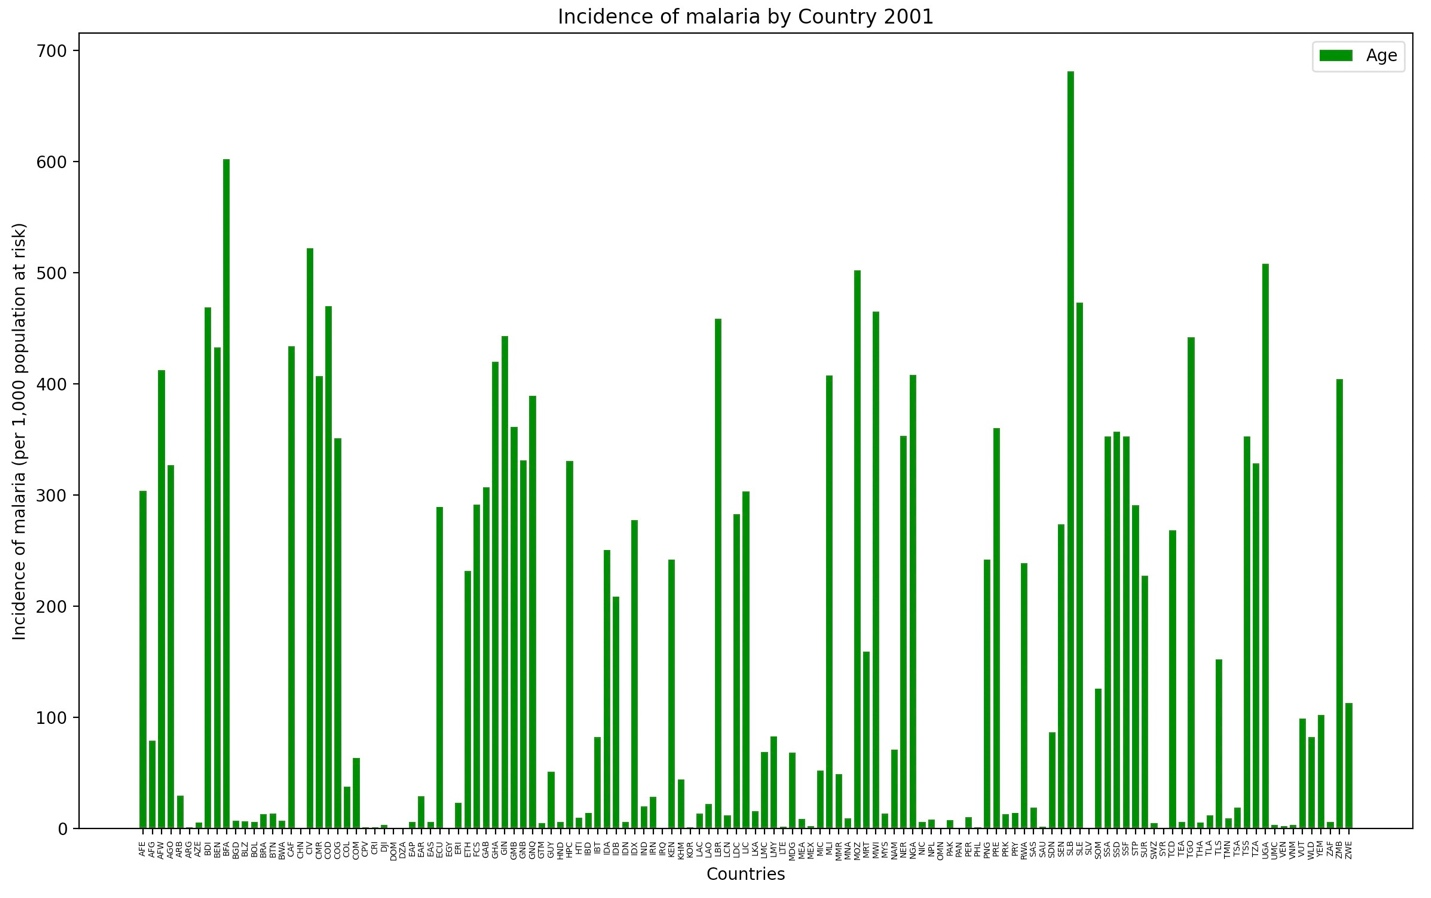 Incidence of malaria by Country 2001
Age
Incidence of malaria (per 1,000 population at risk)
700
600
500
400
300
200
100
0
AFE AFG AFW AGO ARB ARG AZE BDI BEN BFA BGD BLZ BOL BRA BTN BWA CAF CHN CIV CMR COD COG COL COM CPV CRI DJI DOM DZA EAP EAR EAS ECU EGY ERI ETH FCS GAB GHA GIN GMB GNB GNQ GTM GUY HND HPC HTI IBD IBT IDA IDB IDN IDX IND IRN IRQ KEN KHM KOR LAC LAO LBR LCN LDC LIC LKA LMC LMY LTE MDG MEA MEX MIC MLI MMR MNA MOZ MRT MWI MYS NAM NER NGA NIC NPL OMN PAK PAN PER PHL PNG PRE PRK PRY RWA SAS SAU SDN SEN SLB SLE SLV SOM SSA SSD SSF STP SUR SWZ SYR TCD TEA TGO THA TLA TLS TMN TSA TSS TZA UGA UMC VEN VNM VUT WLD YEM ZAF ZMB ZWE
Countries